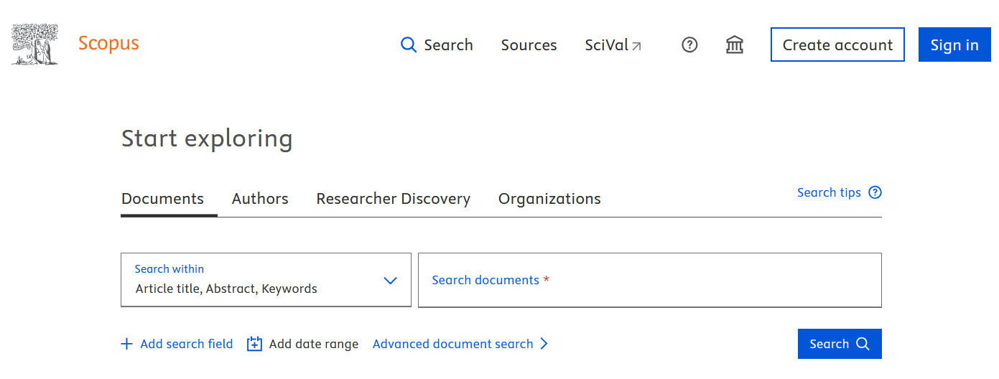 Scopus
Search Sources SciVal Create account Sign in
Start exploring
Documents Authors Researcher Discovery Organizations Search tips
Search within
Article title, Abstract, Keywords
Search documents *
Add search field Add date range Advanced document search Search